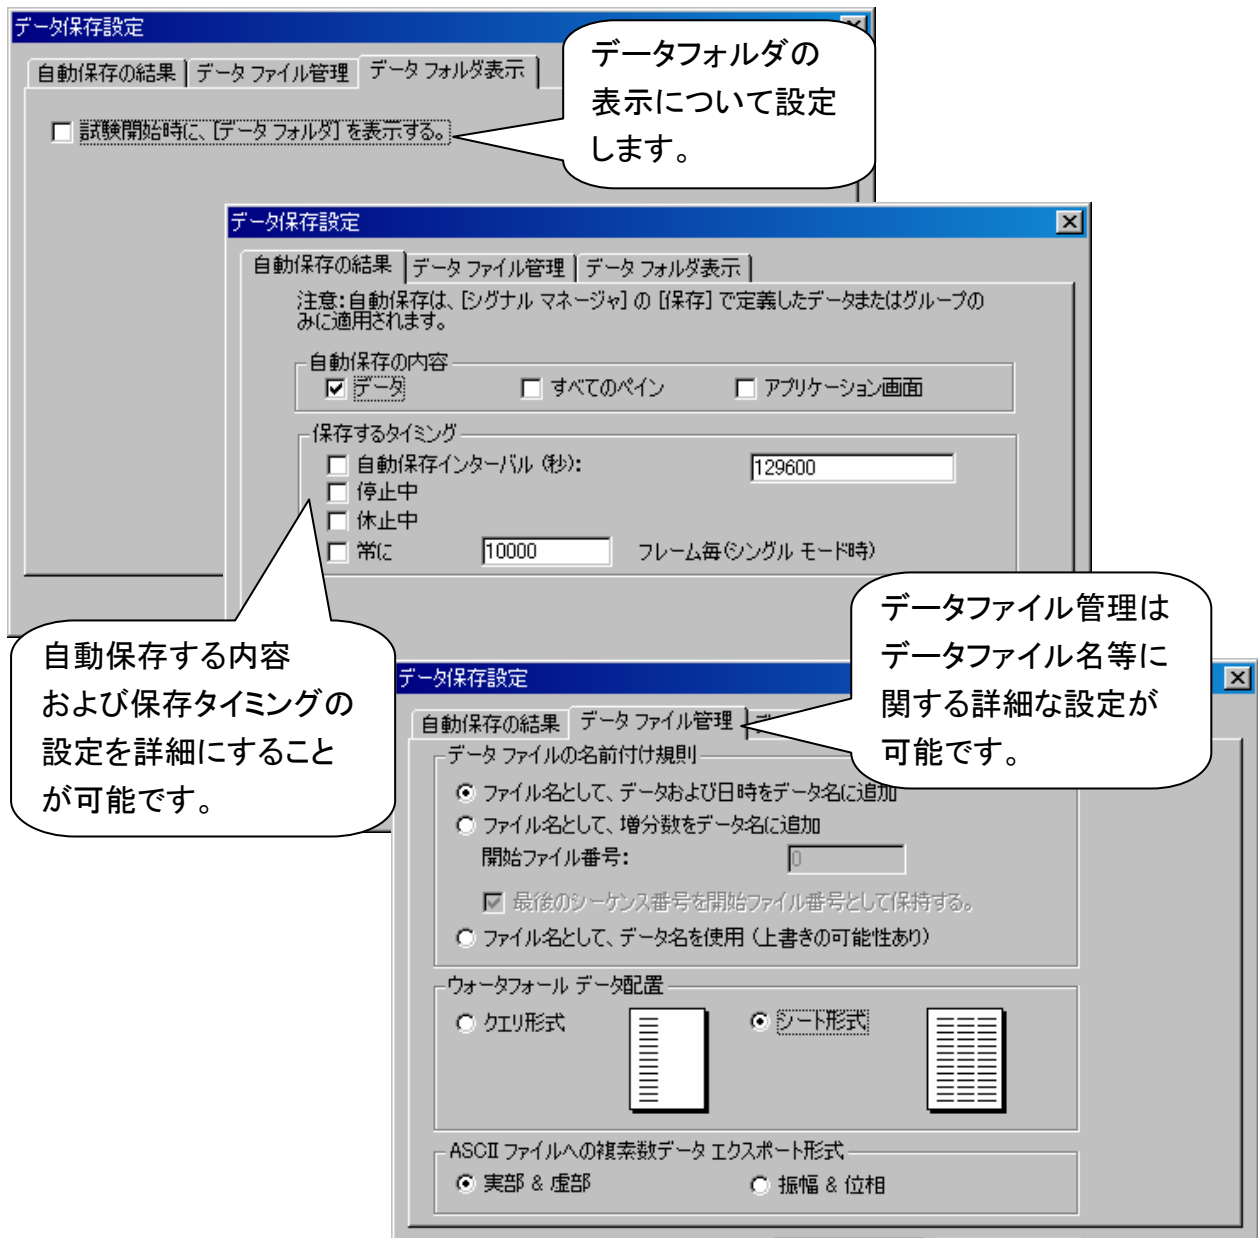 データ保存設定
自動保存の結果 データ ファイル管理 データ フォルダ表示
試験開始時に、[データ フォルダ] を表示する。
データフォルダの
表示について設定
します。
データ保存設定
自動保存の結果 データ ファイル管理 データ フォルダ表示
注意：自動保存は、[シグナル マネージャ] の [保存] で定義したデータまたはグループの
みに適用されます。
自動保存の内容
データ すべてのペイン アプリケーション画面
保存するタイミング
自動保存インターバル （秒）： 129600
停止中
休止中
常に 10000 フレーム毎（シングル モード時）
自動保存する内容
および保存タイミングの
設定を詳細にすること
が可能です。
データファイル管理は
データファイル名等に
関する詳細な設定が
可能です。
データ保存設定
自動保存の結果 データ ファイル管理
データ ファイルの名前付け規則
ファイル名として、データおよび日時をデータ名に追加
ファイル名として、増分数をデータ名に追加
開始ファイル番号： 0
最後のシーケンス番号を開始ファイル番号として保持する。
ファイル名として、データ名を使用 （上書きの可能性あり）
ウォータフォール データ配置
クエリ形式 シート形式
ASCII ファイルへの複素数データ エクスポート形式
実部 & 虚部 振幅 & 位相